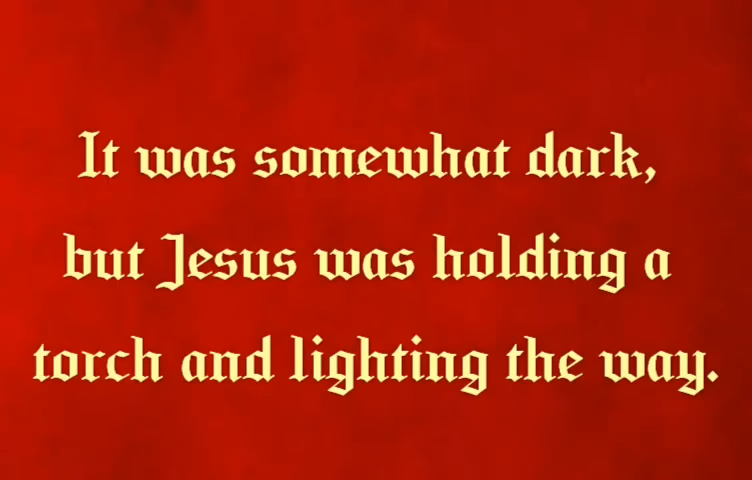 It was somewhat dark,
but Jesus was holding a
torch and lighting the way.